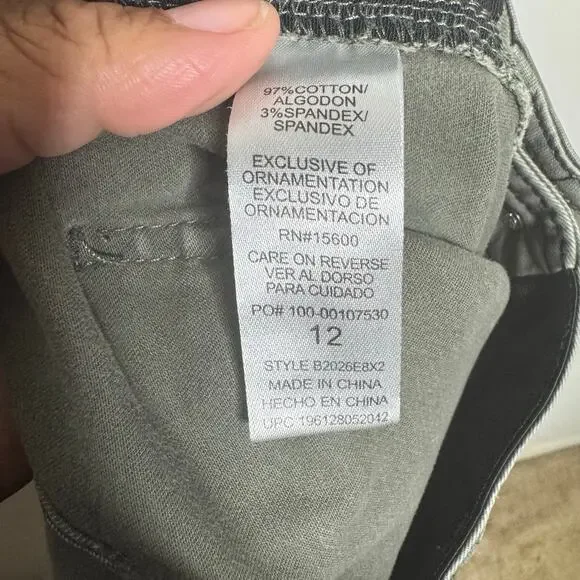 97%COTTON/
ALGODON
3%SPANDEX/
SPANDEX
EXCLUSIVE OF
ORNAMENTATION
EXCLUSIVO DE
ORNAMENTACION
RN#15600
CARE ON REVERSE
VER AL DORSO
PARA CUIDADO
PO# 100-00107530
12
STYLE B2026E8X2
MADE IN CHINA
HECHO EN CHINA
UPC 196128052042